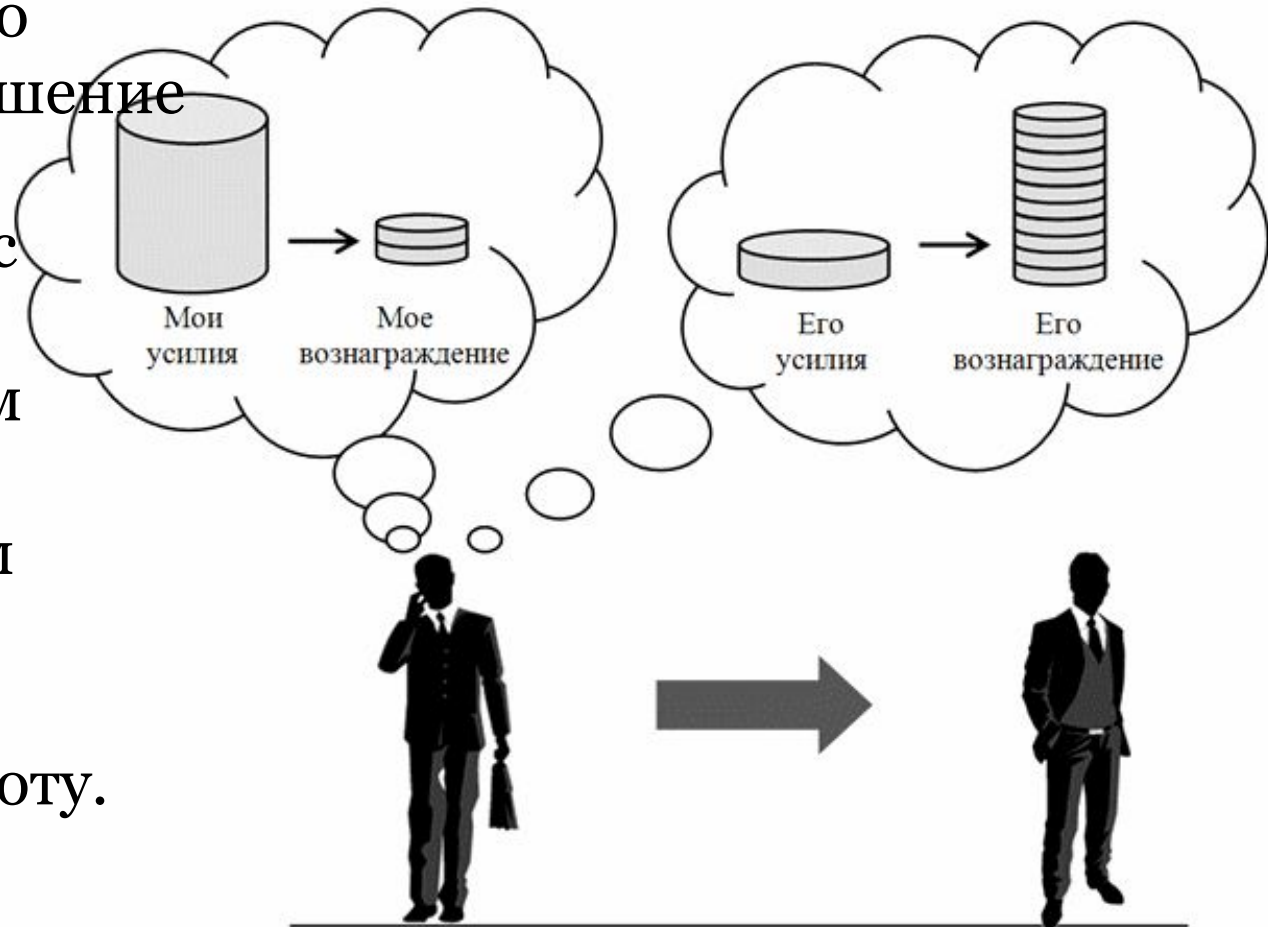 о
шение
с
м
м
оту.
Мои
усилия
Мое
вознаграждение
Его
усилия
Его
вознаграждение